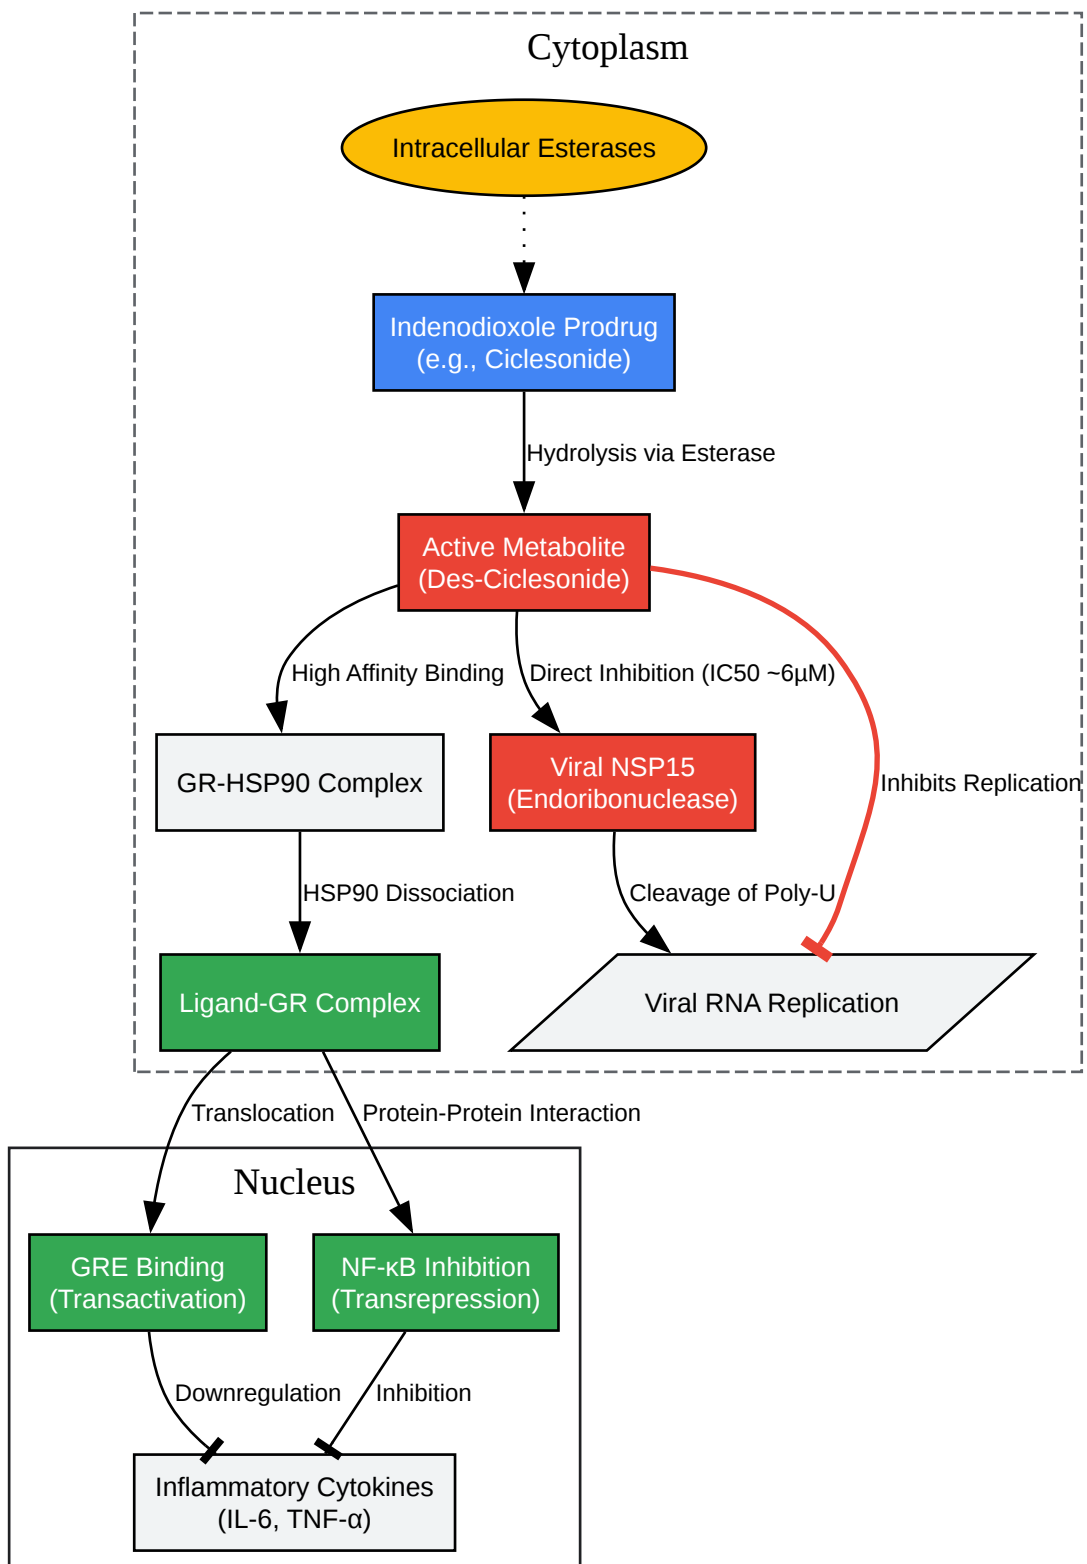 Cytoplasm
Intracellular Esterases
Indenodioxole Prodrug
(e.g., Ciclesonide)
Hydrolysis via Esterase
Active Metabolite
(Des-Ciclesonide)
High Affinity Binding
Direct Inhibition (IC50 ~6µM)
GR-HSP90 Complex
Viral NSP15
(Endoribonuclease)
Inhibits Replication
HSP90 Dissociation
Cleavage of Poly-U
Ligand-GR Complex
Viral RNA Replication
Translocation
Protein-Protein Interaction
Nucleus
GRE Binding
(Transactivation)
NF-κB Inhibition
(Transrepression)
Downregulation
Inhibition
Inflammatory Cytokines
(IL-6, TNF-α)